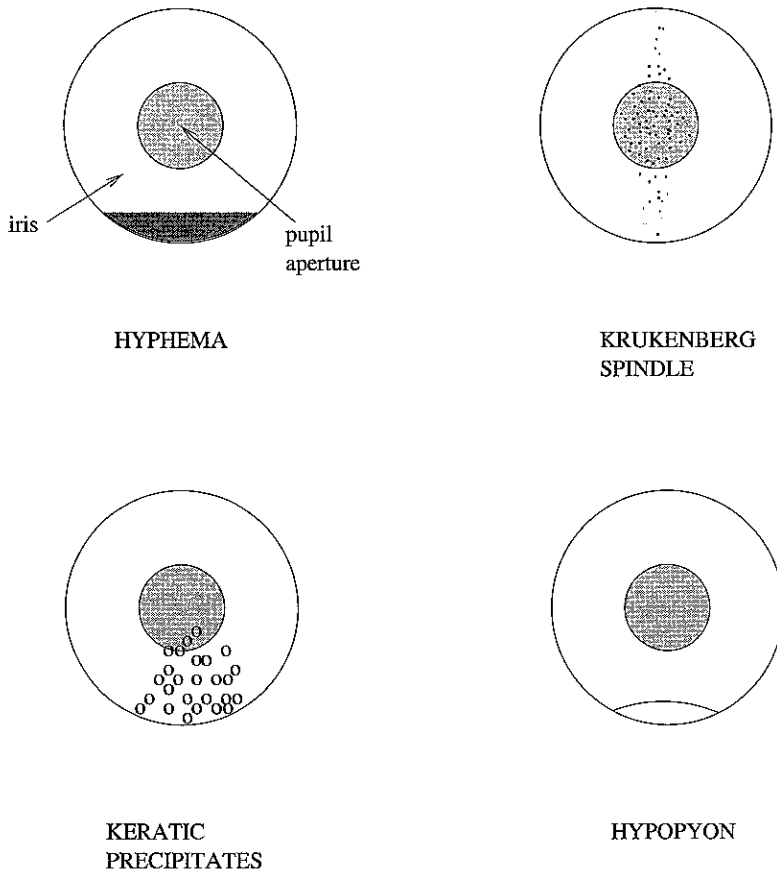 iris
pupil
aperture
HYPHEMA
KRUKENBERG
SPINDLE
KERATIC
PRECIPITATES
HYPOPYON